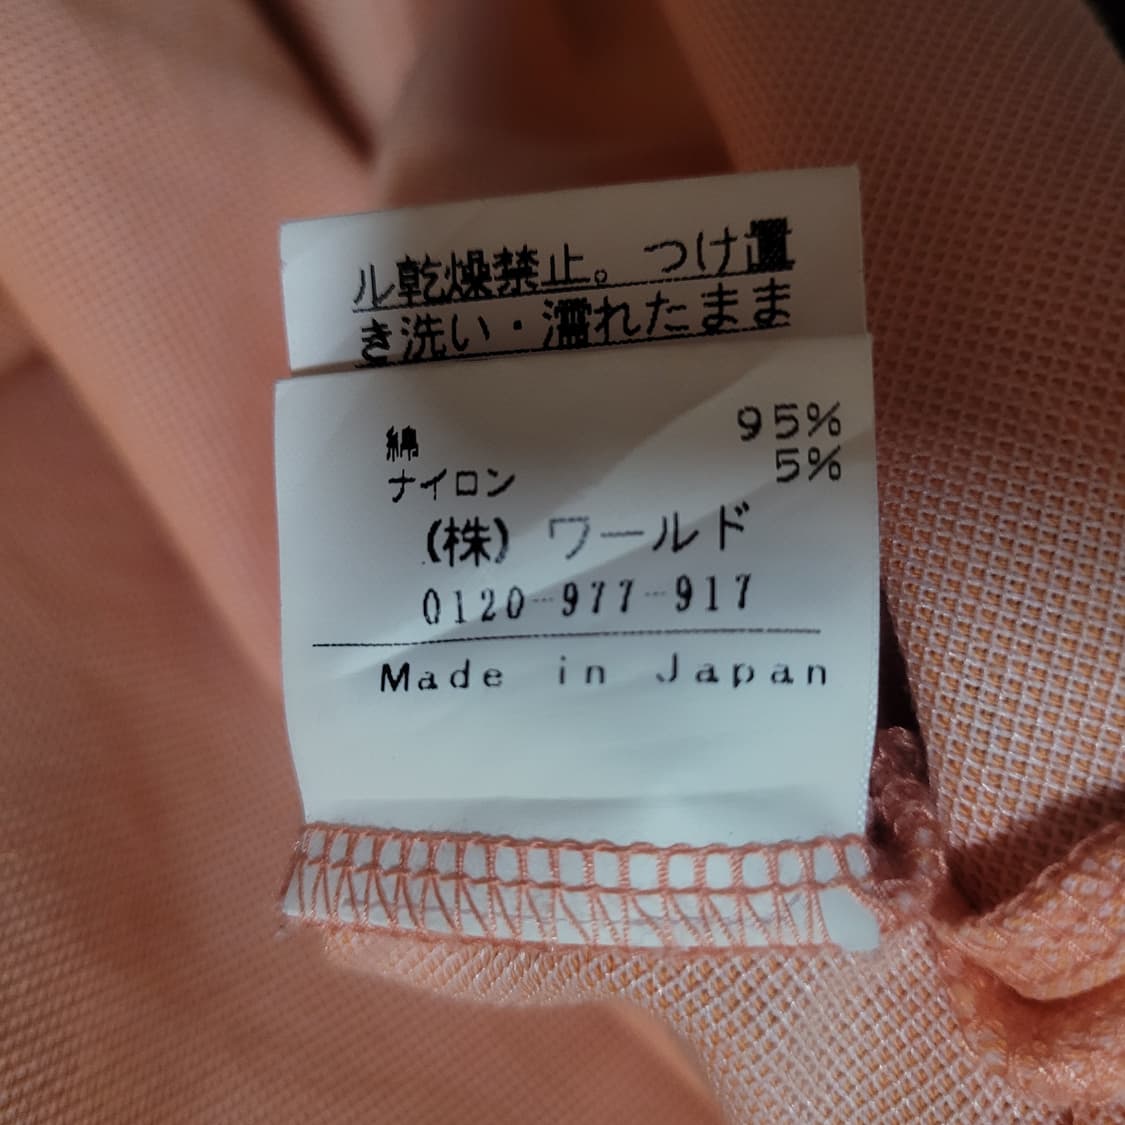 ル乾燥禁止。つけ置
き洗い・濡れたまま
綿 95%
ナイロン 5%
(株) ワールド
0120-977-917
Made in Japan